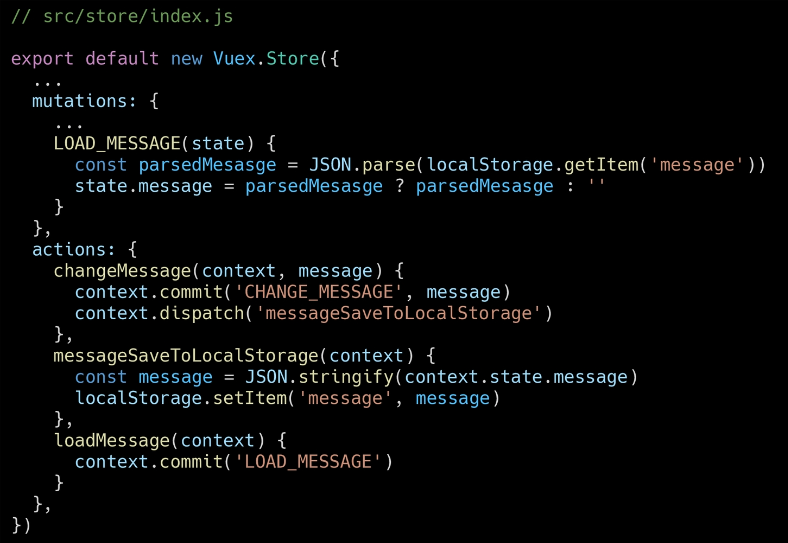 // src/store/index.js

export default new Vuex.Store({
  ...
  mutations: {
    ...
    LOAD_MESSAGE(state) {
      const parsedMesasge = JSON.parse(localStorage.getItem('message'))
      state.message = parsedMesasge ? parsedMesasge : ''
    }
  },
  actions: {
    changeMessage(context, message) {
      context.commit('CHANGE_MESSAGE', message)
      context.dispatch('messageSaveToLocalStorage')
    },
    messageSaveToLocalStorage(context) {
      const message = JSON.stringify(context.state.message)
      localStorage.setItem('message', message)
    },
    loadMessage(context) {
      context.commit('LOAD_MESSAGE')
    }
  },
})